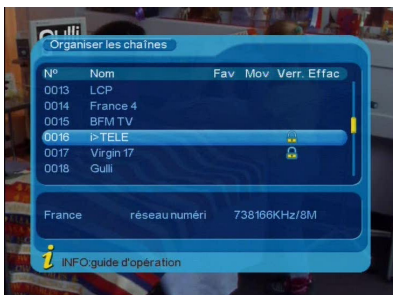 Gulli
Organiser les chaînes
N° Nom Fav Mov Verr. Effac
0013 LCP
0014 France 4
0015 BFM TV
0016 i>TELE
0017 Virgin 17
0018 Gulli
France réseau numéri 738166KHz/8M
i INFO:guide d'opération